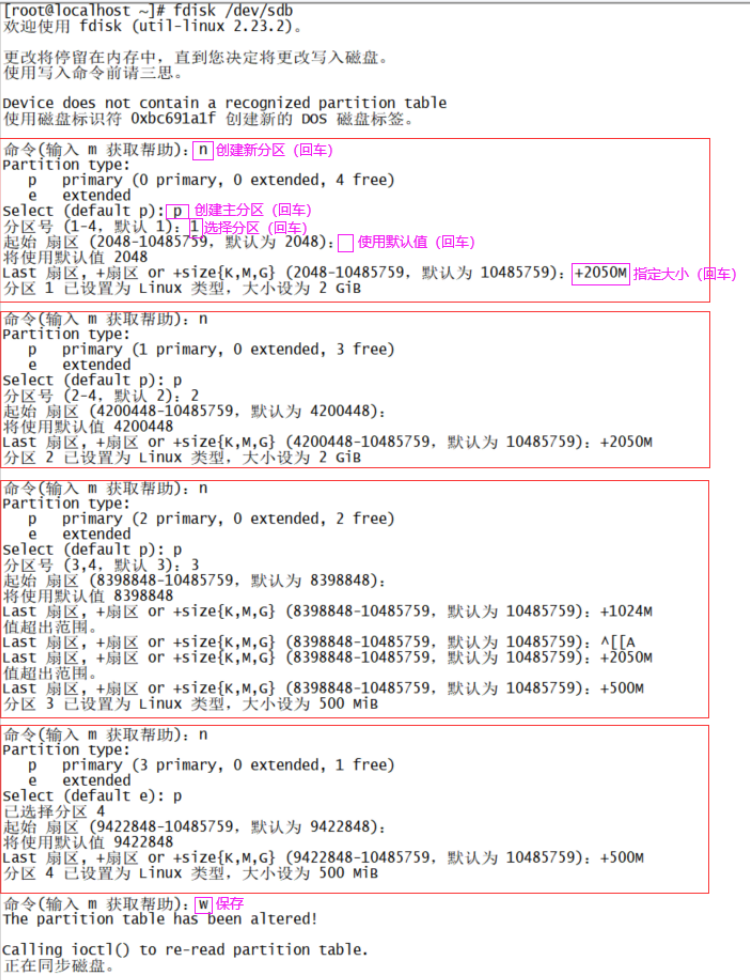 [root@localhost ~]# fdisk /dev/sdb
欢迎使用 fdisk (util-linux 2.23.2)。
更改将停留在内存中，直到您决定将更改写入磁盘。
使用写入命令前请三思。
Device does not contain a recognized partition table
使用磁盘标识符 0xbc691a1f 创建新的 DOS 磁盘标签。
命令(输入 m 获取帮助)：n 创建新分区（回车）
Partition type:
p primary (0 primary, 0 extended, 4 free)
e extended
Select (default p): p 创建主分区（回车）
分区号 (1-4，默认 1)：1 选择分区（回车）
起始 扇区 (2048-10485759，默认为 2048)： 使用默认值（回车）
将使用默认值 2048
Last 扇区, +扇区 or +size{K,M,G} (2048-10485759，默认为 10485759)：+2050M 指定大小（回车）
分区 1 已设置为 Linux 类型，大小设为 2 GiB
命令(输入 m 获取帮助)：n
Partition type:
p primary (1 primary, 0 extended, 3 free)
e extended
Select (default p): p
分区号 (2-4，默认 2)：2
起始 扇区 (4200448-10485759，默认为 4200448)：
将使用默认值 4200448
Last 扇区, +扇区 or +size{K,M,G} (4200448-10485759，默认为 10485759)：+2050M
分区 2 已设置为 Linux 类型，大小设为 2 GiB
命令(输入 m 获取帮助)：n
Partition type:
p primary (2 primary, 0 extended, 2 free)
e extended
Select (default p): p
分区号 (3,4，默认 3)：3
起始 扇区 (8398848-10485759，默认为 8398848)：
将使用默认值 8398848
Last 扇区, +扇区 or +size{K,M,G} (8398848-10485759，默认为 10485759)：+1024M
值超出范围。
Last 扇区, +扇区 or +size{K,M,G} (8398848-10485759，默认为 10485759)：^[[A
Last 扇区, +扇区 or +size{K,M,G} (8398848-10485759，默认为 10485759)：+2050M
值超出范围。
Last 扇区, +扇区 or +size{K,M,G} (8398848-10485759，默认为 10485759)：+500M
分区 3 已设置为 Linux 类型，大小设为 500 MiB
命令(输入 m 获取帮助)：n
Partition type:
p primary (3 primary, 0 extended, 1 free)
e extended
Select (default e): p
已选择分区 4
起始 扇区 (9422848-10485759，默认为 9422848)：
将使用默认值 9422848
Last 扇区, +扇区 or +size{K,M,G} (9422848-10485759，默认为 10485759)：+500M
分区 4 已设置为 Linux 类型，大小设为 500 MiB
命令(输入 m 获取帮助)：w 保存
The partition table has been altered!
Calling ioctl() to re-read partition table.
正在同步磁盘。